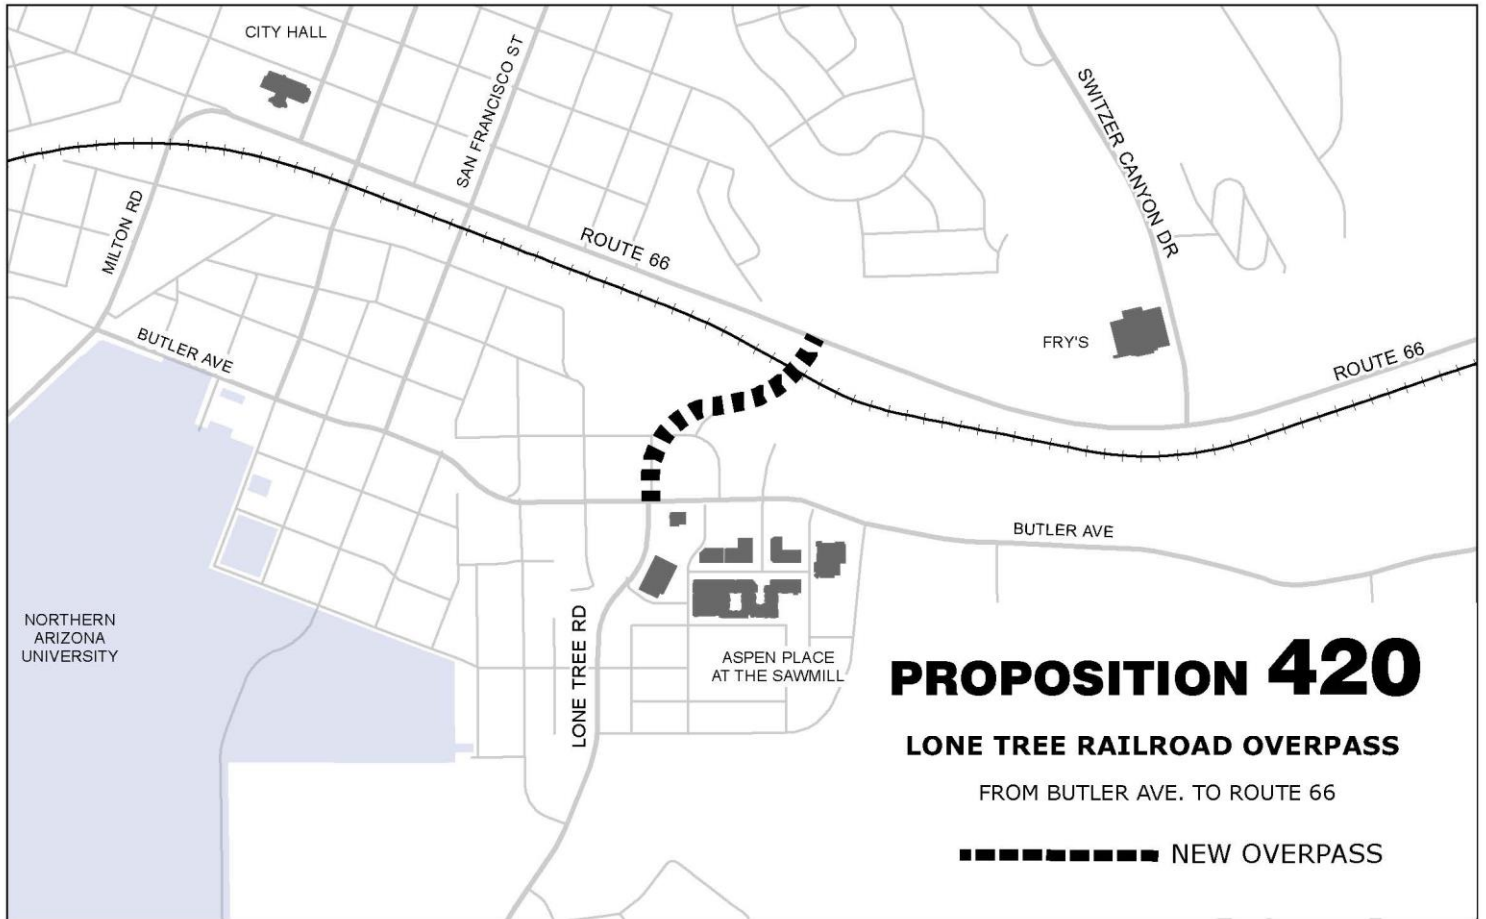 CITY HALL
SAN FRANCISCO ST
SWITZER CANYON DR
MILTON RD
ROUTE 66
BUTLER AVE
FRY'S
ROUTE 66
BUTLER AVE
NORTHERN
ARIZONA
UNIVERSITY
LONE TREE RD
ASPEN PLACE
AT THE SAWMILL
PROPOSITION 420
LONE TREE RAILROAD OVERPASS
FROM BUTLER AVE. TO ROUTE 66
NEW OVERPASS